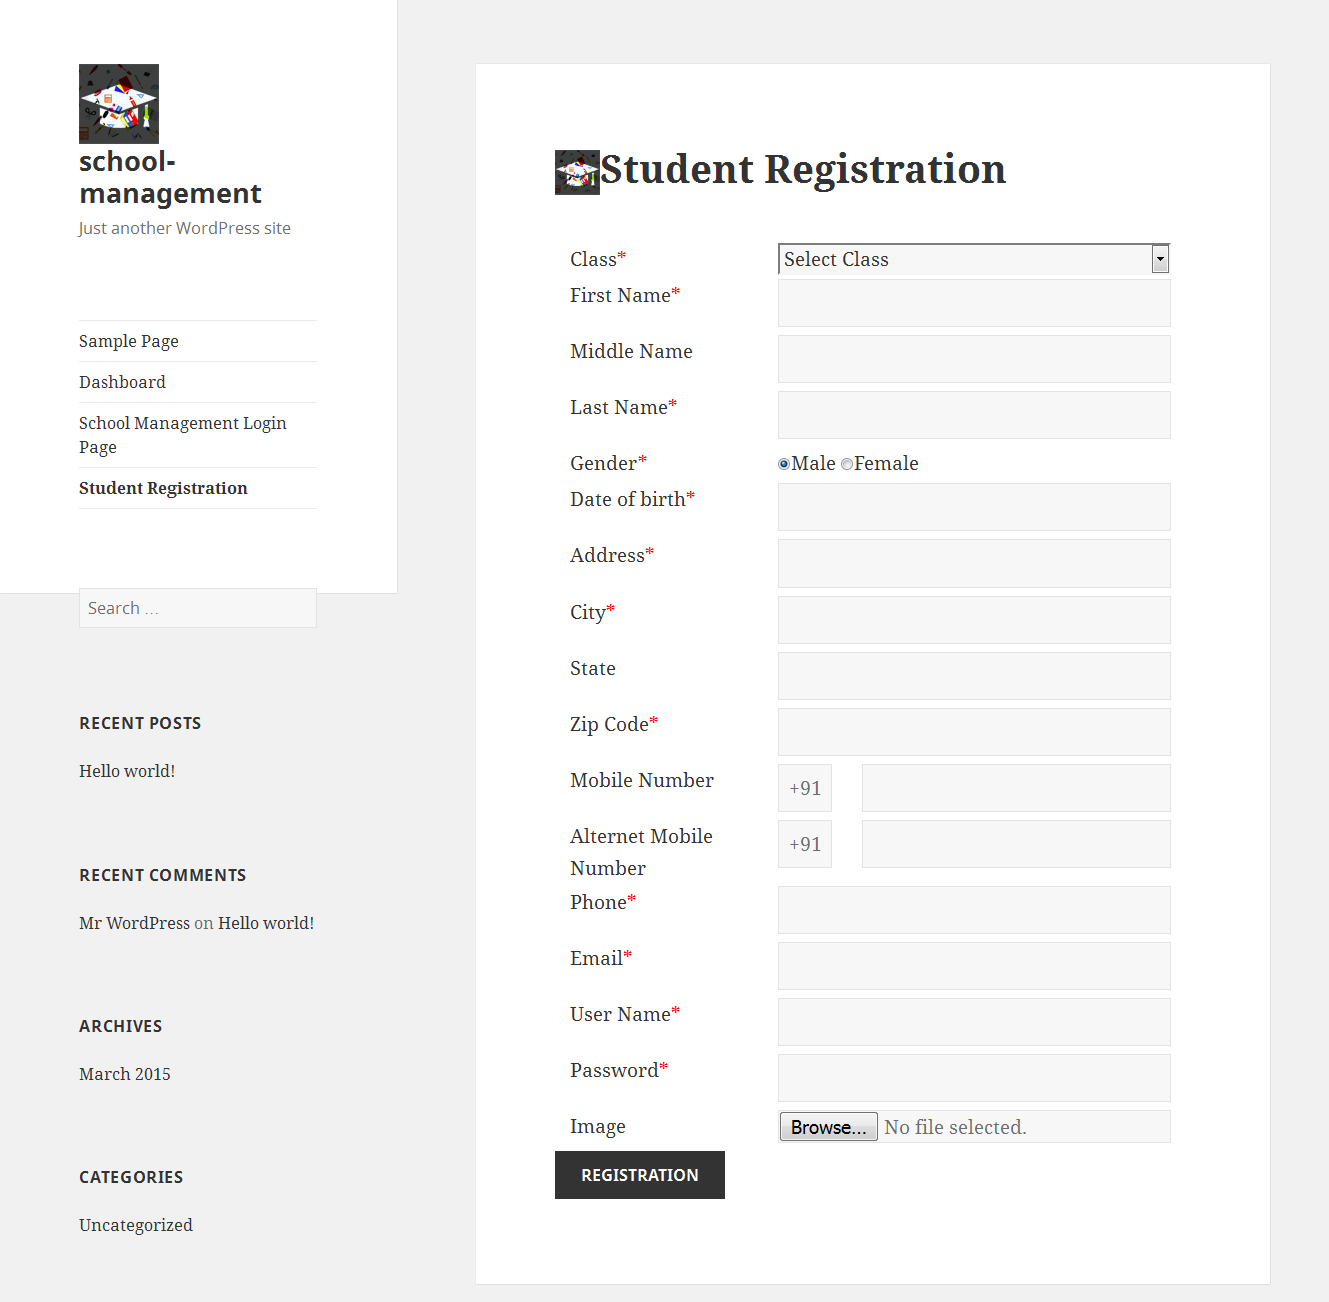 school-
management
Just another WordPress site
Sample Page
Dashboard
School Management Login
Page
Student Registration
Search ...
RECENT POSTS
Hello world!
RECENT COMMENTS
Mr WordPress on Hello world!
ARCHIVES
March 2015
CATEGORIES
Uncategorized
Student Registration
Class* Select Class
First Name*
Middle Name
Last Name*
Gender* Male Female
Date of birth*
Address*
City*
State
Zip Code*
Mobile Number +91
Alternet Mobile +91
Number
Phone*
Email*
User Name*
Password*
Image Browse... No file selected.
REGISTRATION